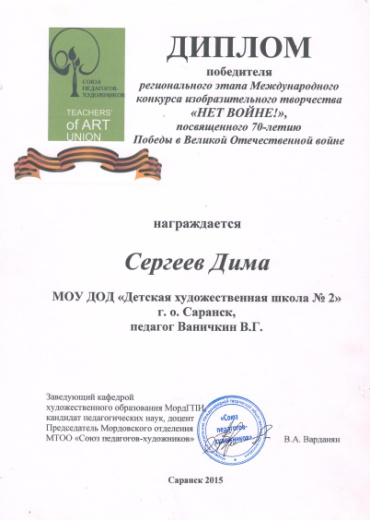 СОЮЗ
ПЕДАГОГОВ-
ХУДОЖНИКОВ
TEACHERS'
of ART
UNION
ДИПЛОМ
победителя
регионального этапа Международного
конкурса изобразительного творчества
«НЕТ ВОЙНЕ!»,
посвященного 70-летию
Победы в Великой Отечественной войне
награждается
Сергеев Дима
МОУ ДОД «Детская художественная школа № 2»
г. о. Саранск,
педагог Ваничкин В.Г.
Заведующий кафедрой
художественного образования МордГПИ,
кандидат педагогических наук, доцент
Председатель Мордовского отделения
МТОО «Союз педагогов-художников»
«Союз
педагогов-
художников»
В.А. Варданян
Саранск 2015